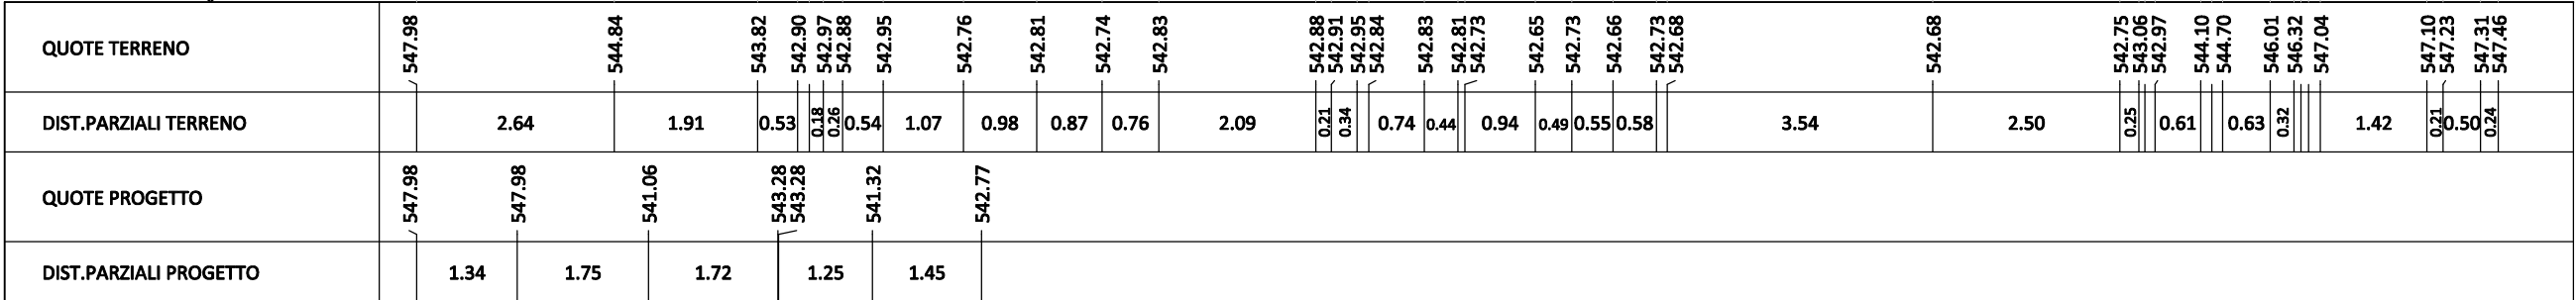 QUOTE TERRENO 547.98 544.84 543.82 542.90 542.97 542.88 542.95 542.76 542.81 542.74 542.83 542.88 542.91 542.95 542.84 542.83 542.81 542.73 542.65 542.73 542.66 542.73 542.68 542.68 542.75 543.06 542.97 544.10 544.70 546.01 546.32 547.04 547.10 547.23 547.31 547.46
DIST.PARZIALI TERRENO 2.64 1.91 0.53 0.18 0.26 0.54 1.07 0.98 0.87 0.76 2.09 0.21 0.34 0.74 0.44 0.94 0.49 0.55 0.58 3.54 2.50 0.25 0.61 0.63 0.32 1.42 0.21 0.50 0.24
QUOTE PROGETTO 547.98 547.98 541.06 543.28 543.28 541.32 542.77
DIST.PARZIALI PROGETTO 1.34 1.75 1.72 1.25 1.45